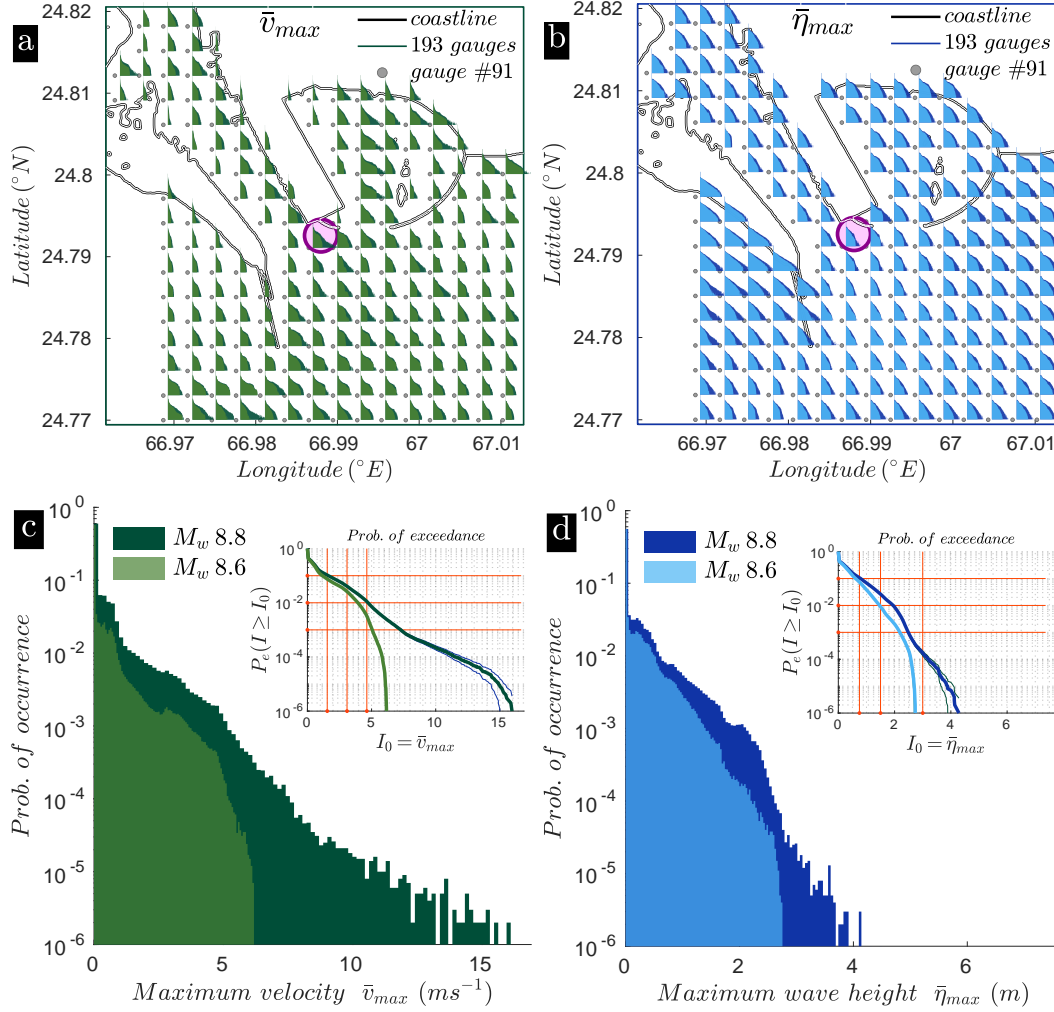 a
v̄max
coastline
193 gauges
gauge #91
24.82
24.81
24.8
24.79
24.78
24.77
Latitude (°N)
66.97 66.98 66.99 67 67.01
Longitude (°E)
b
η̄max
coastline
193 gauges
gauge #91
24.82
24.81
24.8
24.79
24.78
24.77
Latitude (°N)
66.97 66.98 66.99 67 67.01
Longitude (°E)
c
Mw 8.8
Mw 8.6
10^0
10^-1
10^-2
10^-3
10^-4
10^-5
10^-6
Prob. of occurrence
0 5 10 15
Maximum velocity v̄max (ms^-1)
Prob. of exceedance
10^0
10^-2
10^-4
10^-6
Pe(I ≥ I0)
0 5 10 15
I0 = v̄max
d
Mw 8.8
Mw 8.6
10^0
10^-1
10^-2
10^-3
10^-4
10^-5
10^-6
Prob. of occurrence
0 2 4 6
Maximum wave height η̄max (m)
Prob. of exceedance
10^0
10^-2
10^-4
10^-6
Pe(I ≥ I0)
0 2 4 6
I0 = η̄max